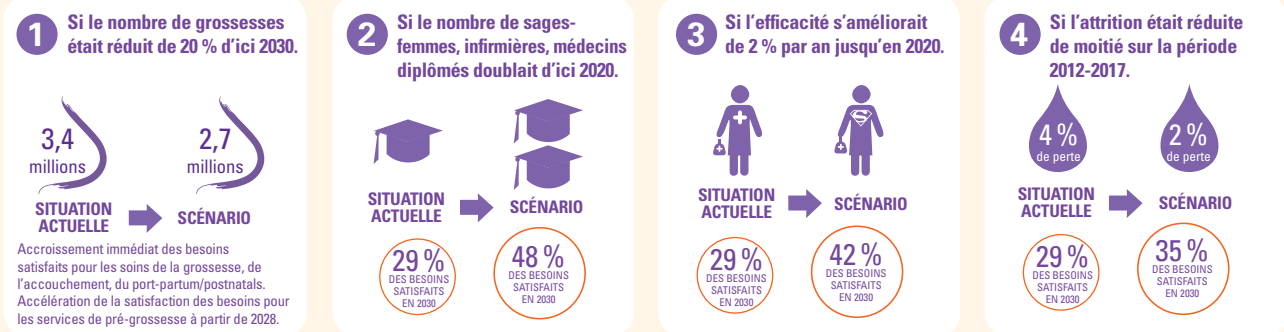 1
Si le nombre de grossesses
était réduit de 20 % d'ici 2030.
3,4
millions
2,7
millions
SITUATION
ACTUELLE
SCÉNARIO
Accroissement immédiat des besoins
satisfaits pour les soins de la grossesse, de
l'accouchement, du port-partum/postnatals.
Accélération de la satisfaction des besoins pour
les services de pré-grossesse à partir de 2028.
2
Si le nombre de sages-
femmes, infirmières, médecins
diplômés doublait d'ici 2020.
SITUATION
ACTUELLE
SCÉNARIO
29 %
DES BESOINS
SATISFAITS
EN 2030
48 %
DES BESOINS
SATISFAITS
EN 2030
3
Si l'efficacité s'améliorait
de 2 % par an jusqu'en 2020.
S
SITUATION
ACTUELLE
SCÉNARIO
29 %
DES BESOINS
SATISFAITS
EN 2030
42 %
DES BESOINS
SATISFAITS
EN 2030
4
Si l'attrition était réduite
de moitié sur la période
2012-2017.
4 %
de perte
2 %
de perte
SITUATION
ACTUELLE
SCÉNARIO
29 %
DES BESOINS
SATISFAITS
EN 2030
35 %
DES BESOINS
SATISFAITS
EN 2030